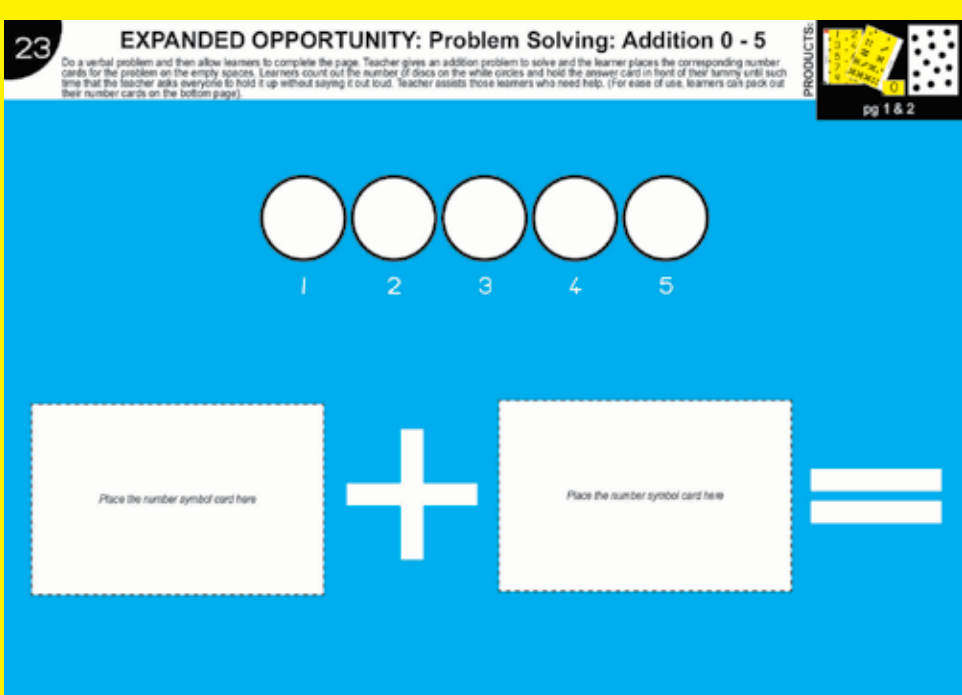 23
EXPANDED OPPORTUNITY: Problem Solving: Addition 0 - 5
Do a verbal problem and then allow learners to complete the page. Teacher gives an addition problem to solve and the learner places the corresponding number
cards for the problem on the empty spaces. Learners count out the number of discs on the white circles and hold the answer card in front of their tummy until such
time that the teacher asks everyone to hold it up without saying it out loud. Teacher assists those learners who need help. (For ease of use, learners can pack out
their number cards on the bottom page).
PRODUCTS:
0
pg 1 & 2
1 2 3 4 5
Place the number symbol card here
+
Place the number symbol card here
=